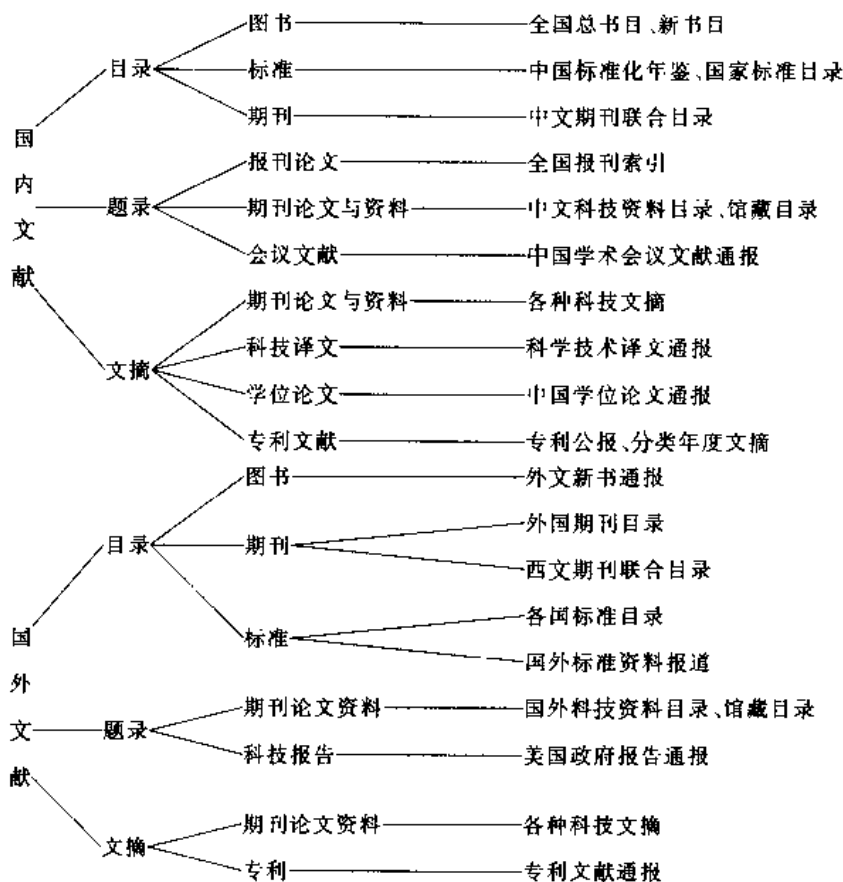 图书 全国总书目、新书目
目录 标准 中国标准化年鉴、国家标准目录
期刊 中文期刊联合目录
报刊论文 全国报刊索引
国内文献 题录 期刊论文与资料 中文科技资料目录、馆藏目录
会议文献 中国学术会议文献通报
期刊论文与资料 各种科技文摘
科技译文 科学技术译文通报
文摘
学位论文 中国学位论文通报
专利文献 专利公报、分类年度文摘
图书 外文新书通报
外国期刊目录
目录 期刊
西文期刊联合目录
各国标准目录
标准
国外标准资料报道
期刊论文资料 国外科技资料目录、馆藏目录
国外文献 题录
科技报告 美国政府报告通报
期刊论文资料 各种科技文摘
文摘
专利 专利文献通报